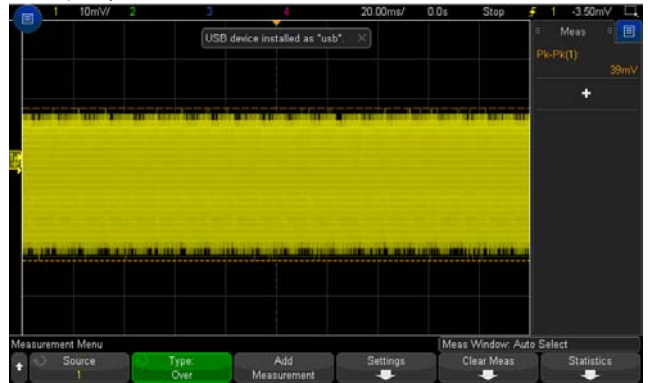 1 10mV/ 2 3 4 20.00ms/ 0.0s Stop 1 -3.50mV
USB device installed as "usb".
Meas
Pk-Pk(1):
39mV
Measurement Menu
Meas Window: Auto Select
Source
1
Type:
Over
Add
Measurement
Settings
Clear Meas
Statistics